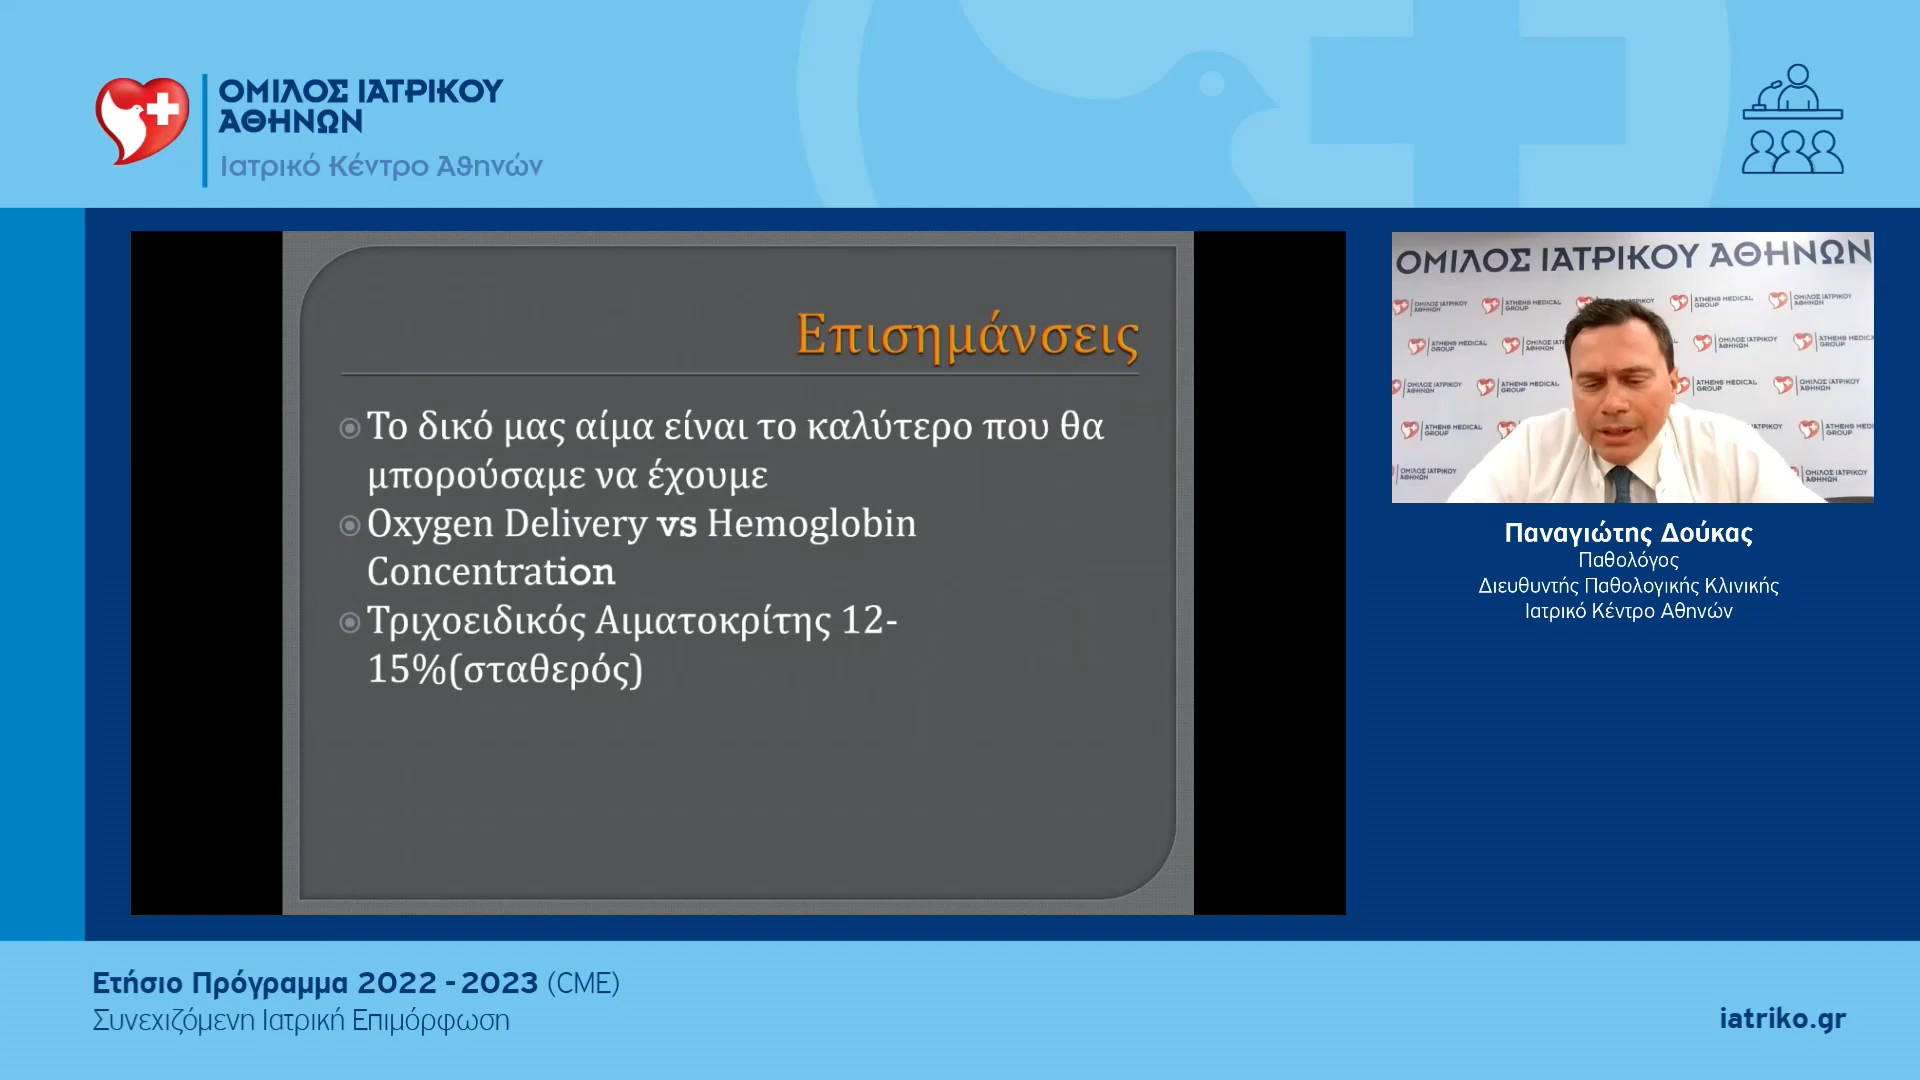 ΟΜΙΛΟΣ ΙΑΤΡΙΚΟΥ
ΑΘΗΝΩΝ
Ιατρικό Κέντρο Αθηνών
Επισημάνσεις
Το δικό μας αίμα είναι το καλύτερο που θα
μπορούσαμε να έχουμε
Oxygen Delivery vs Hemoglobin
Concentration
Τριχοειδικός Αιματοκρίτης 12-
15%(σταθερός)
ΟΜΙΛΟΣ ΙΑΤΡΙΚΟΥ ΑΘΗΝΩΝ
Παναγιώτης Δούκας
Παθολόγος
Διευθυντής Παθολογικής Κλινικής
Ιατρικό Κέντρο Αθηνών
Ετήσιο Πρόγραμμα 2022 - 2023 (CME)
Συνεχιζόμενη Ιατρική Επιμόρφωση
iatriko.gr